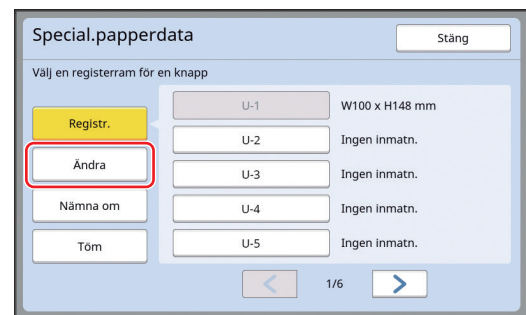 Special.papperdata
Stäng
Välj en registerram för en knapp
Registr.
Ändra
Nämna om
Töm
U-1 W100 x H148 mm
U-2 Ingen inmatn.
U-3 Ingen inmatn.
U-4 Ingen inmatn.
U-5 Ingen inmatn.
1/6